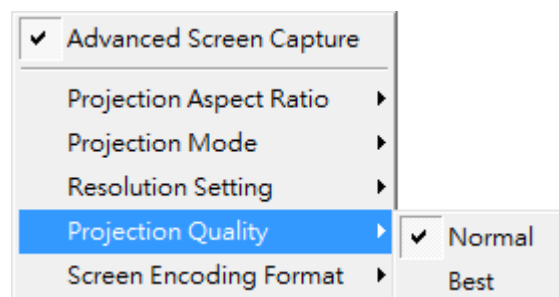 Advanced Screen Capture
Projection Aspect Ratio
Projection Mode
Resolution Setting
Projection Quality
Normal
Screen Encoding Format
Best